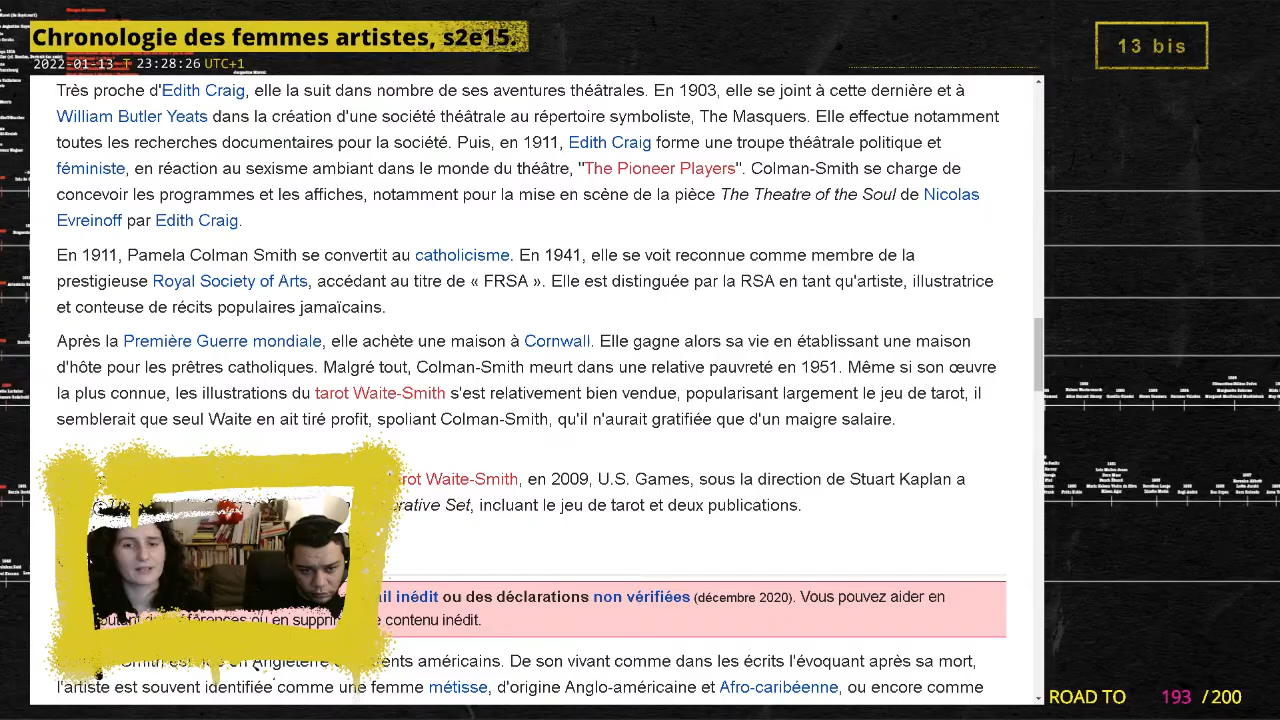 Chronologie des femmes artistes, s2e15
2022-01-13 T 23:28:26 UTC+1
13 bis
Très proche d'Edith Craig, elle la suit dans nombre de ses aventures théâtrales. En 1903, elle se joint à cette dernière et à
William Butler Yeats dans la création d'une société théâtrale au répertoire symboliste, The Masquers. Elle effectue notamment
toutes les recherches documentaires pour la société. Puis, en 1911, Edith Craig forme une troupe théâtrale politique et
féministe, en réaction au sexisme ambiant dans le monde du théâtre, "The Pioneer Players". Colman-Smith se charge de
concevoir les programmes et les affiches, notamment pour la mise en scène de la pièce The Theatre of the Soul de Nicolas
Evreinoff par Edith Craig.
En 1911, Pamela Colman Smith se convertit au catholicisme. En 1941, elle se voit reconnue comme membre de la
prestigieuse Royal Society of Arts, accédant au titre de « FRSA ». Elle est distinguée par la RSA en tant qu'artiste, illustratrice
et conteuse de récits populaires jamaïcains.
Après la Première Guerre mondiale, elle achète une maison à Cornwall. Elle gagne alors sa vie en établissant une maison
d'hôte pour les prêtres catholiques. Malgré tout, Colman-Smith meurt dans une relative pauvreté en 1951. Même si son œuvre
la plus connue, les illustrations du tarot Waite-Smith s'est relativement bien vendue, popularisant largement le jeu de tarot, il
semblerait que seul Waite en ait tiré profit, spoliant Colman-Smith, qu'il n'aurait gratifiée que d'un maigre salaire.
rot Waite-Smith, en 2009, U.S. Games, sous la direction de Stuart Kaplan a
rative Set, incluant le jeu de tarot et deux publications.
ail inédit ou des déclarations non vérifiées (décembre 2020). Vous pouvez aider en
en supprim e contenu inédit.
Smith en Angleterre ents américains. De son vivant comme dans les écrits l'évoquant après sa mort,
l'artiste est souvent identifiée comme une femme métisse, d'origine Anglo-américaine et Afro-caribéenne, ou encore comme
ROAD TO 193 / 200